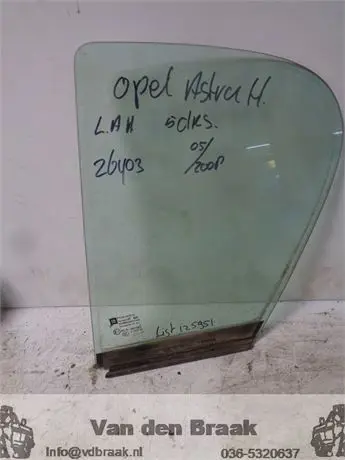 Opel Astra H.
L.A.H 5drs.
26403 05/2008
List 125951
Van den Braak
Info@vdbraak.nl 036-5320637